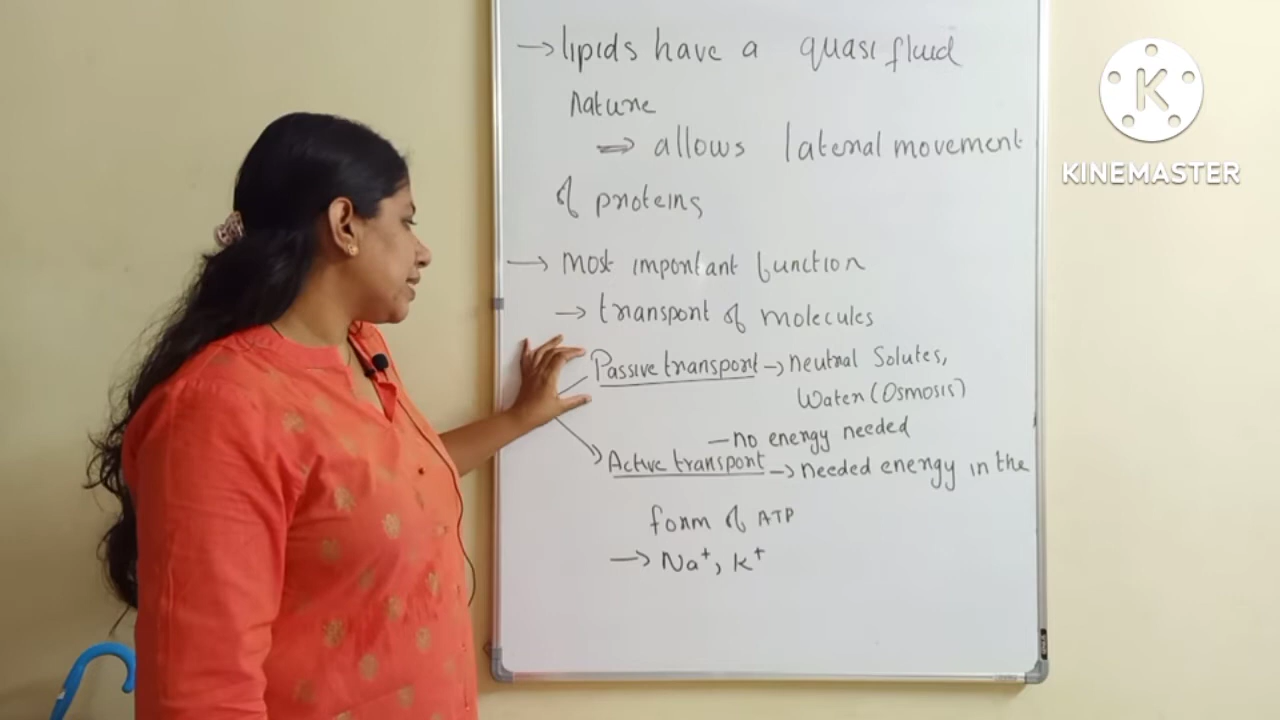 → lipids have a quasi fluid
nature
⇒ allows lateral movement
of proteins
→ Most important function
→ transport of molecules
Passive transport → Neutral Solutes,
Water (Osmosis)
— no energy needed
Active transport → needed energy in the
form of ATP
→ Na⁺, K⁺
K
KINEMASTER